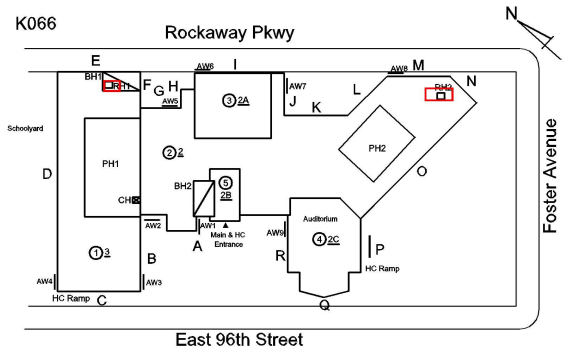 K066
Rockaway Pkwy
N
E
AW6
I
AW8
M
BH1
RH1
F
G
H
AW5
AW7
J
K
L
RH2
N
3 2A
Schoolyard
D
PH1
2 2
PH2
O
Foster Avenue
BH2
5
2B
CH
AW2
A
AW1
Main & HC
Entrance
Auditorium
AW9
4 2C
R
P
HC Ramp
1 3
B
AW4
AW3
HC Ramp
C
Q
East 96th Street